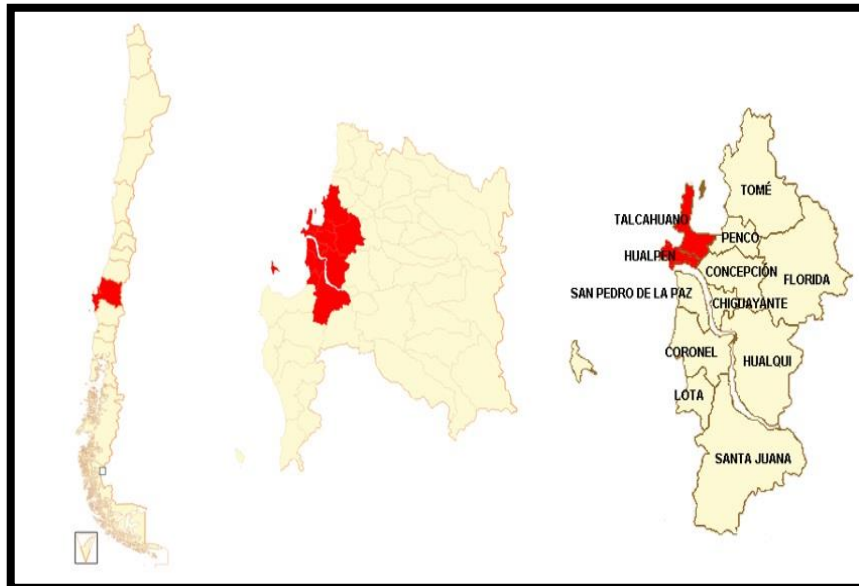 TOMÉ
TALCAHUANO
PENCO
HUALPEN
CONCEPCIÓN
FLORIDA
SAN PEDRO DE LA PAZ
CHIGUAYANTE
CORONEL
HUALQUI
LOTA
SANTA JUANA